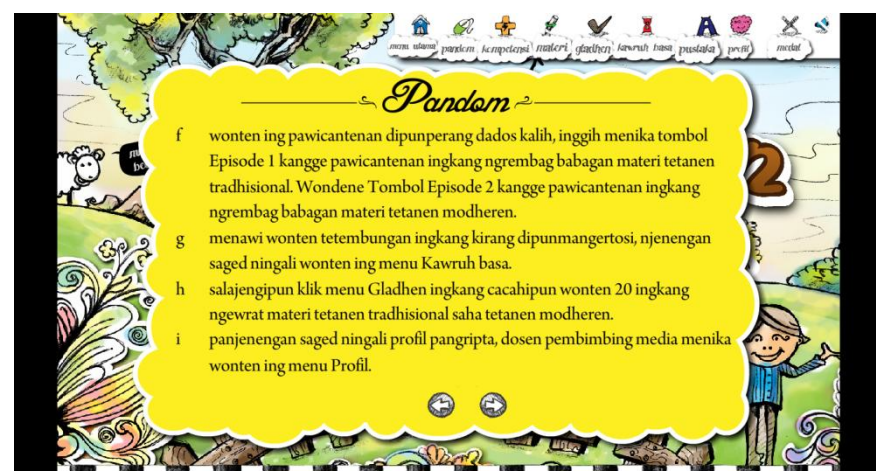 menu utama pandom kompetensi materi gladhen kawruh basa pustaka profil medal
Pandom
f wonten ing pawicantenan dipunperang dados kalih, inggih menika tombol
Episode 1 kangge pawicantenan ingkang ngrembag babagan materi tetanen
tradhisional. Wondene Tombol Episode 2 kangge pawicantenan ingkang
ngrembag babagan materi tetanen modheren.
g menawi wonten tetembungan ingkang kirang dipunmangertosi, njenengan
saged ningali wonten ing menu Kawruh basa.
h salajengipun klik menu Gladhen ingkang cacahipun wonten 20 ingkang
ngewrat materi tetanen tradhisional saha tetanen modheren.
i panjenengan saged ningali profil pangripta, dosen pembimbing media menika
wonten ing menu Profil.